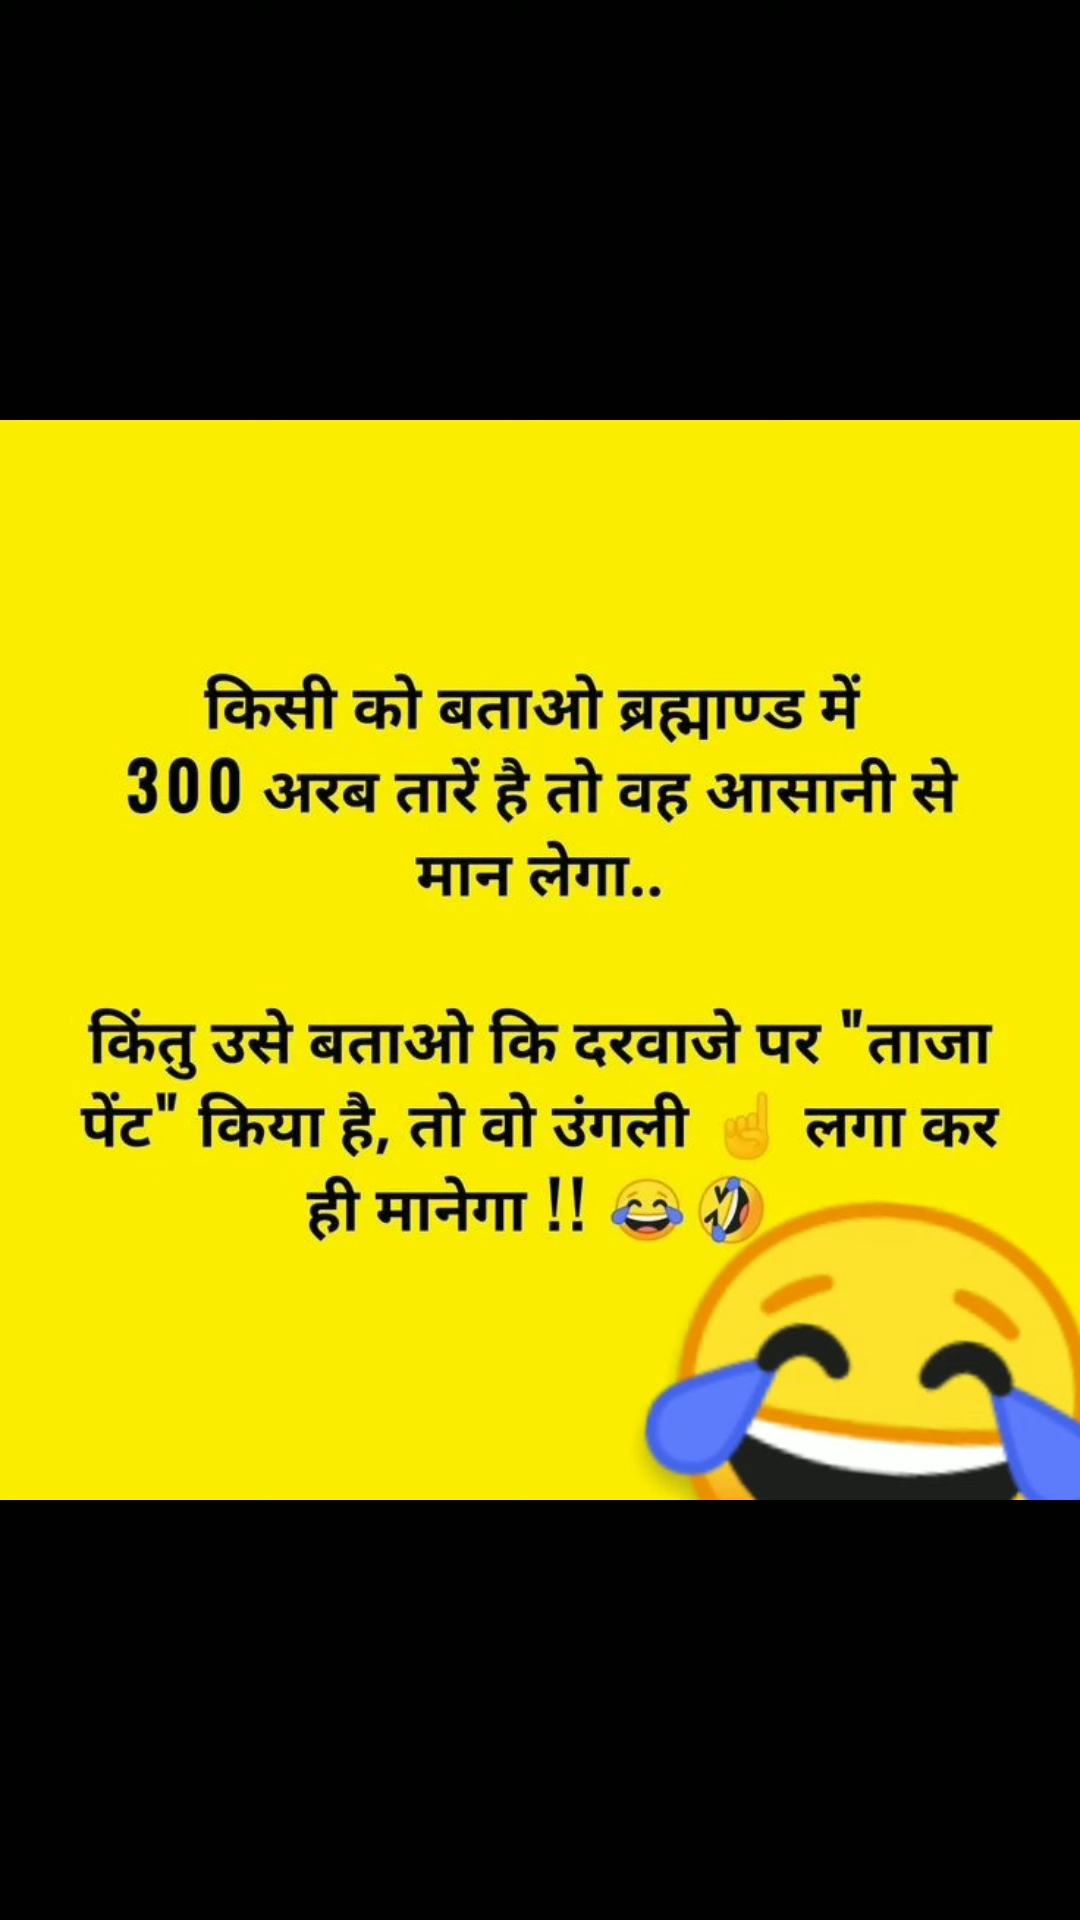 किसी को बताओ ब्रह्माण्ड में
300 अरब तारें है तो वह आसानी से
मान लेगा..
किंतु उसे बताओ कि दरवाजे पर "ताजा
पेंट" किया है, तो वो उंगली ☝ लगा कर
ही मानेगा !! 😂🤣